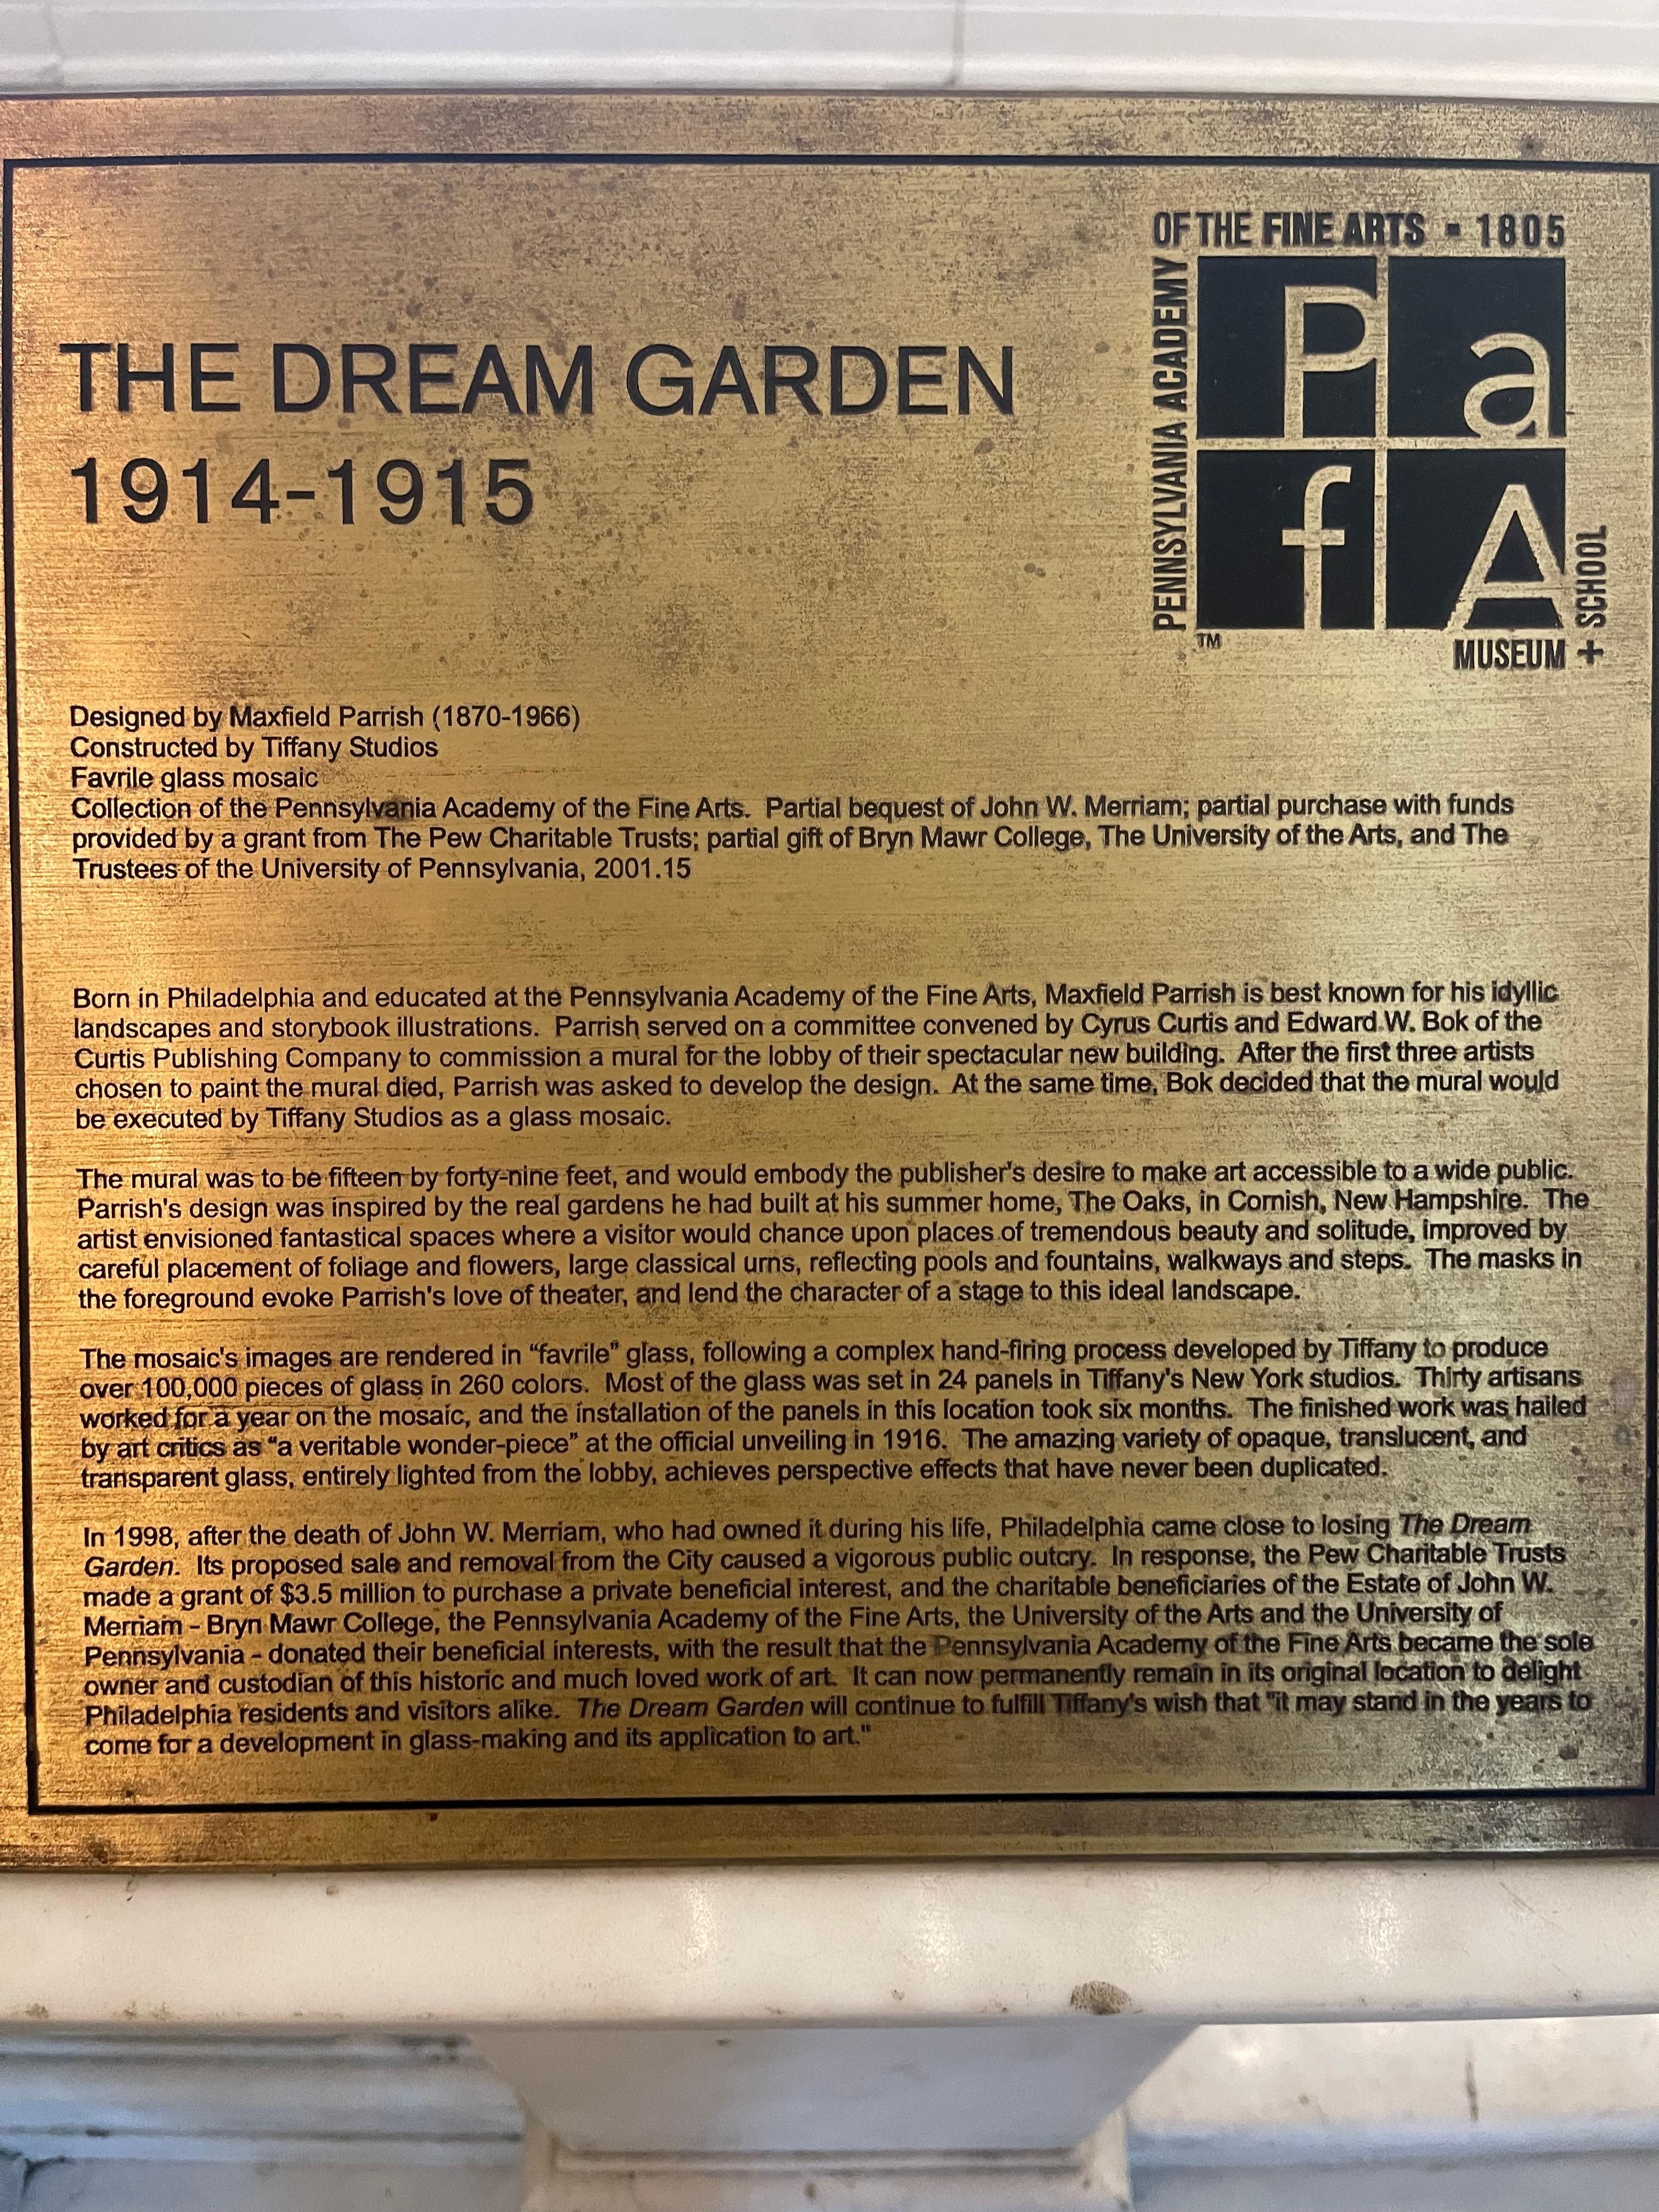 OF THE FINE ARTS ▪ 1805
PENNSYLVANIA ACADEMY
Pa
fA
SCHOOL
™
MUSEUM +
THE DREAM GARDEN
1914-1915
Designed by Maxfield Parrish (1870-1966)
Constructed by Tiffany Studios
Favrile glass mosaic
Collection of the Pennsylvania Academy of the Fine Arts. Partial bequest of John W. Merriam; partial purchase with funds
provided by a grant from The Pew Charitable Trusts; partial gift of Bryn Mawr College, The University of the Arts, and The
Trustees of the University of Pennsylvania, 2001.15
Born in Philadelphia and educated at the Pennsylvania Academy of the Fine Arts, Maxfield Parrish is best known for his idyllic
landscapes and storybook illustrations. Parrish served on a committee convened by Cyrus Curtis and Edward W. Bok of the
Curtis Publishing Company to commission a mural for the lobby of their spectacular new building. After the first three artists
chosen to paint the mural died, Parrish was asked to develop the design. At the same time, Bok decided that the mural would
be executed by Tiffany Studios as a glass mosaic.
The mural was to be fifteen by forty-nine feet, and would embody the publisher's desire to make art accessible to a wide public.
Parrish's design was inspired by the real gardens he had built at his summer home, The Oaks, in Cornish, New Hampshire. The
artist envisioned fantastical spaces where a visitor would chance upon places of tremendous beauty and solitude, improved by
careful placement of foliage and flowers, large classical urns, reflecting pools and fountains, walkways and steps. The masks in
the foreground evoke Parrish's love of theater, and lend the character of a stage to this ideal landscape.
The mosaic's images are rendered in “favrile” glass, following a complex hand-firing process developed by Tiffany to produce
over 100,000 pieces of glass in 260 colors. Most of the glass was set in 24 panels in Tiffany's New York studios. Thirty artisans
worked for a year on the mosaic, and the installation of the panels in this location took six months. The finished work was hailed
by art critics as “a veritable wonder-piece” at the official unveiling in 1916. The amazing variety of opaque, translucent, and
transparent glass, entirely lighted from the lobby, achieves perspective effects that have never been duplicated.
In 1998, after the death of John W. Merriam, who had owned it during his life, Philadelphia came close to losing The Dream
Garden. Its proposed sale and removal from the City caused a vigorous public outcry. In response, the Pew Charitable Trusts
made a grant of $3.5 million to purchase a private beneficial interest, and the charitable beneficiaries of the Estate of John W.
Merriam – Bryn Mawr College, the Pennsylvania Academy of the Fine Arts, the University of the Arts and the University of
Pennsylvania – donated their beneficial interests, with the result that the Pennsylvania Academy of the Fine Arts became the sole
owner and custodian of this historic and much loved work of art. It can now permanently remain in its original location to delight
Philadelphia residents and visitors alike. The Dream Garden will continue to fulfill Tiffany's wish that "it may stand in the years to
come for a development in glass-making and its application to art."